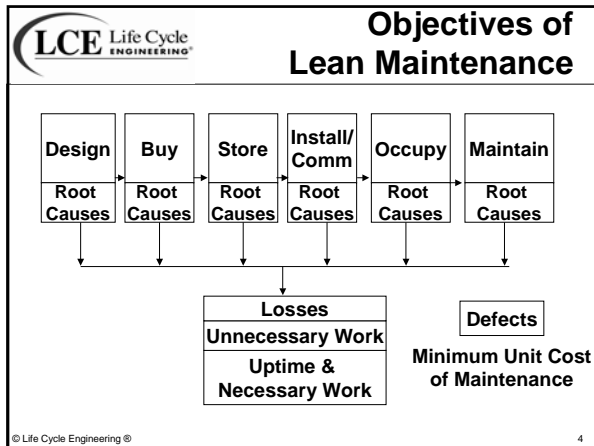 LCE Life Cycle
ENGINEERING®
Objectives of
Lean Maintenance
Design
Root
Causes
Buy
Root
Causes
Store
Root
Causes
Install/
Comm
Root
Causes
Occupy
Root
Causes
Maintain
Root
Causes
Losses
Unnecessary Work
Uptime &
Necessary Work
Defects
Minimum Unit Cost
of Maintenance
© Life Cycle Engineering ®
4